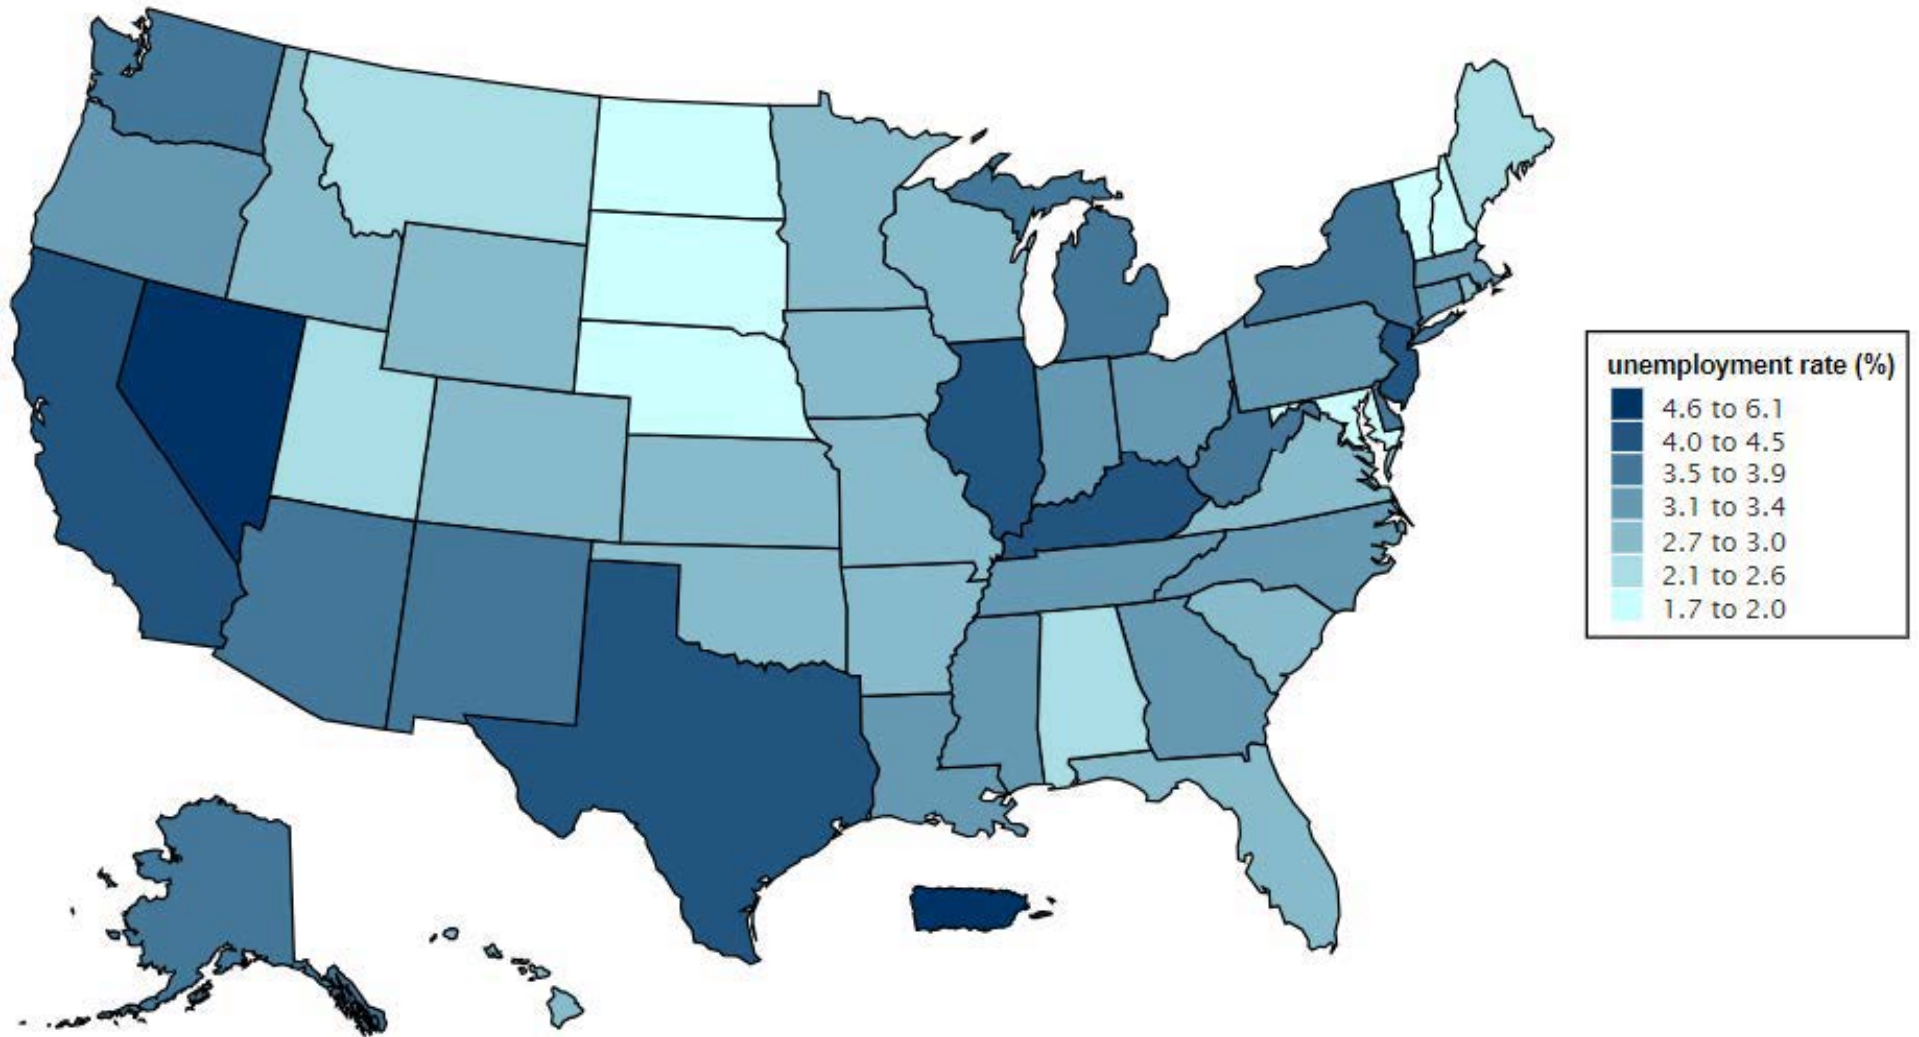 unemployment rate (%)
4.6 to 6.1
4.0 to 4.5
3.5 to 3.9
3.1 to 3.4
2.7 to 3.0
2.1 to 2.6
1.7 to 2.0